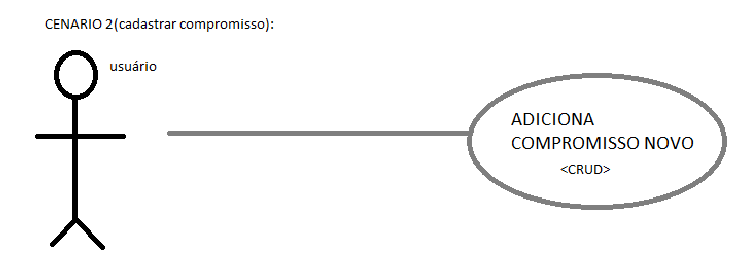 CENARIO 2(cadastrar compromisso):
usuário
ADICIONA
COMPROMISSO NOVO
<CRUD>